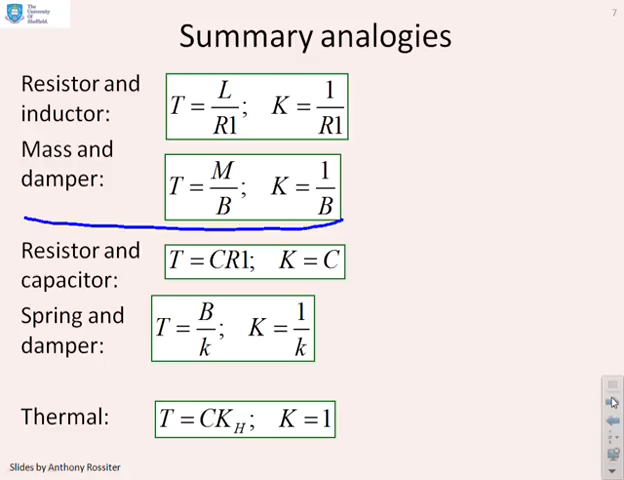 The
University
Of
Sheffield.
7
Summary analogies
Resistor and
inductor:
T = L/R1; K = 1/R1
Mass and
damper:
T = M/B; K = 1/B
Resistor and
capacitor:
T = CR1; K = C
Spring and
damper:
T = B/k; K = 1/k
Thermal:
T = CK_H; K = 1
Slides by Anthony Rossiter